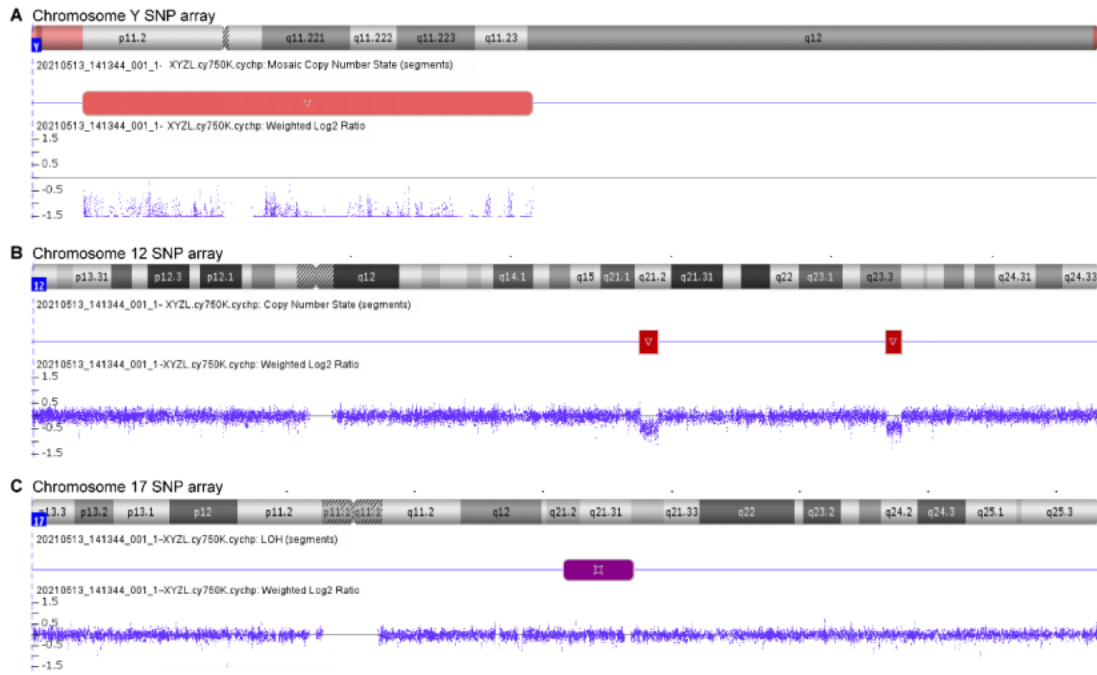 A Chromosome Y SNP array
p11.2 q11.221 q11.222 q11.223 q11.23 q12
Y
20210513_141344_001_1- XYZL.cy750K.cychp: Mosaic Copy Number State (segments)
20210513_141344_001_1- XYZL.cy750K.cychp: Weighted Log2 Ratio
1.5
0.5
-0.5
-1.5
B Chromosome 12 SNP array
p13.31 p12.3 p12.1 q12 q14.1 q15 q21.1 q21.2 q21.31 q22 q23.1 q23.3 q24.31 q24.33
12
20210513_141344_001_1- XYZL.cy750K.cychp: Copy Number State (segments)
20210513_141344_001_1-XYZL.cy750K.cychp: Weighted Log2 Ratio
1.5
0.5
-0.5
-1.5
C Chromosome 17 SNP array
p13.3 p13.2 p13.1 p12 p11.2 p11.1 q11.1 q11.2 q12 q21.2 q21.31 q21.33 q22 q23.2 q24.2 q24.3 q25.1 q25.3
17
20210513_141344_001_1-XYZL.cy750K.cychp: LOH (segments)
20210513_141344_001_1-XYZL.cy750K.cychp: Weighted Log2 Ratio
1.5
0.5
-0.5
-1.5